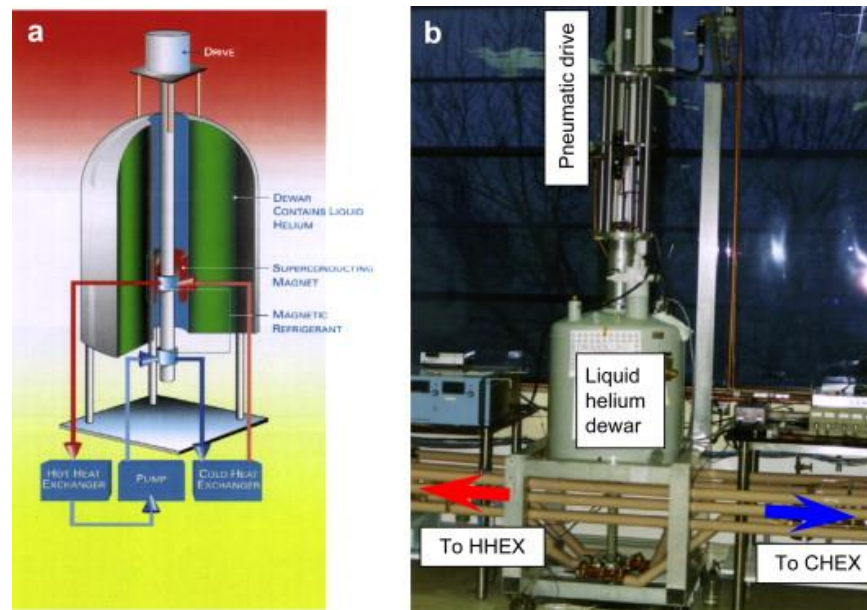 a
DRIVE
DEWAR
CONTAINS LIQUID
HELIUM
SUPERCONDUCTING
MAGNET
MAGNETIC
REFRIGERANT
HOT HEAT
EXCHANGER
PUMP
COLD HEAT
EXCHANGER
b
Pneumatic drive
Liquid
helium
dewar
To HHEX
To CHEX